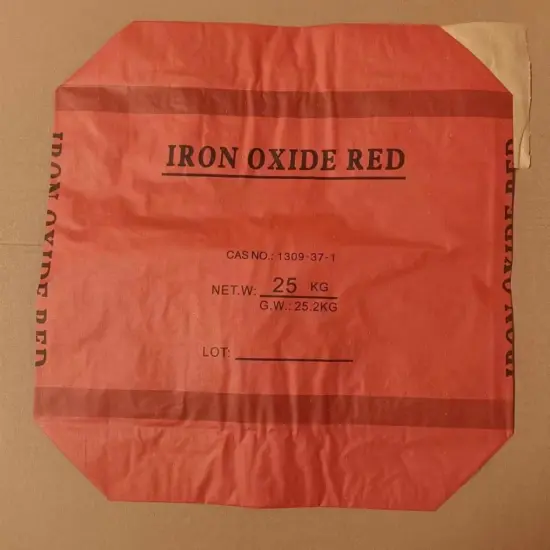 IRON OXIDE RED
CAS NO.: 1309-37-1
NET.W: 25 KG
G.W.: 25.2KG
LOT:
IRON OXIDE RED
IRON OXIDE RED